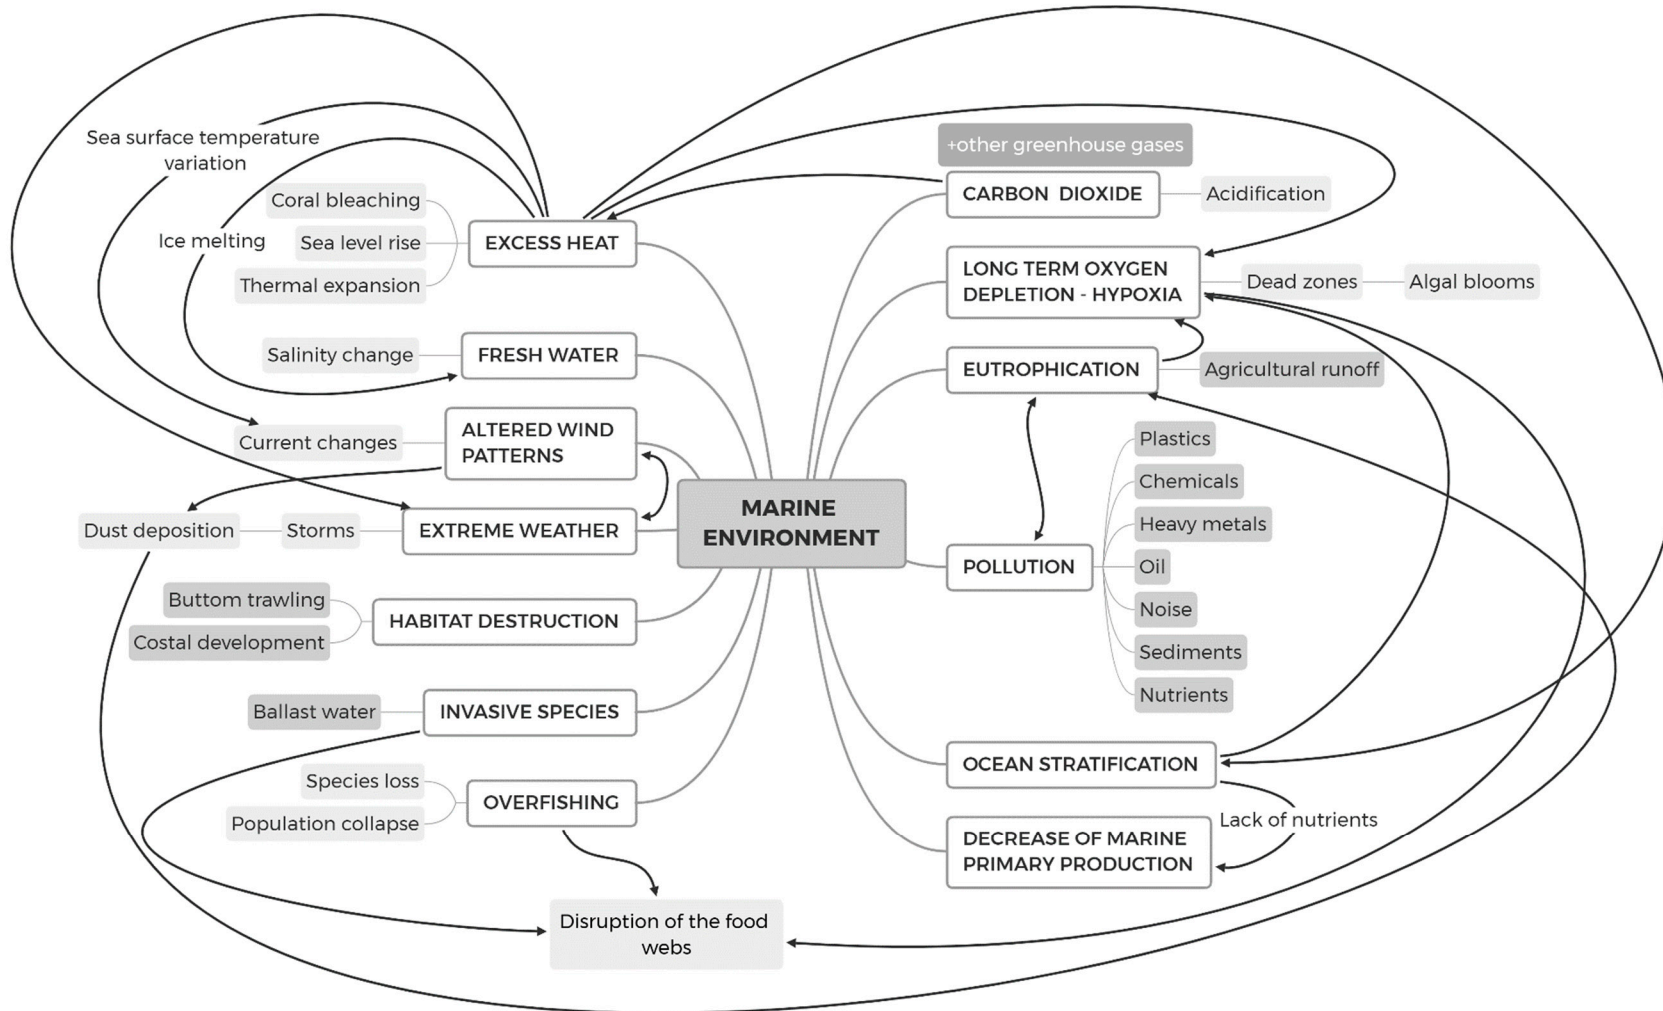 Sea surface temperature
variation
Coral bleaching
Ice melting
Sea level rise
Thermal expansion
EXCESS HEAT
Salinity change
FRESH WATER
Current changes
ALTERED WIND
PATTERNS
Dust deposition
Storms
EXTREME WEATHER
Buttom trawling
Costal development
HABITAT DESTRUCTION
Ballast water
INVASIVE SPECIES
Species loss
Population collapse
OVERFISHING
Disruption of the food
webs
MARINE
ENVIRONMENT
+other greenhouse gases
CARBON DIOXIDE
Acidification
LONG TERM OXYGEN
DEPLETION - HYPOXIA
Dead zones
Algal blooms
EUTROPHICATION
Agricultural runoff
POLLUTION
Plastics
Chemicals
Heavy metals
Oil
Noise
Sediments
Nutrients
OCEAN STRATIFICATION
Lack of nutrients
DECREASE OF MARINE
PRIMARY PRODUCTION